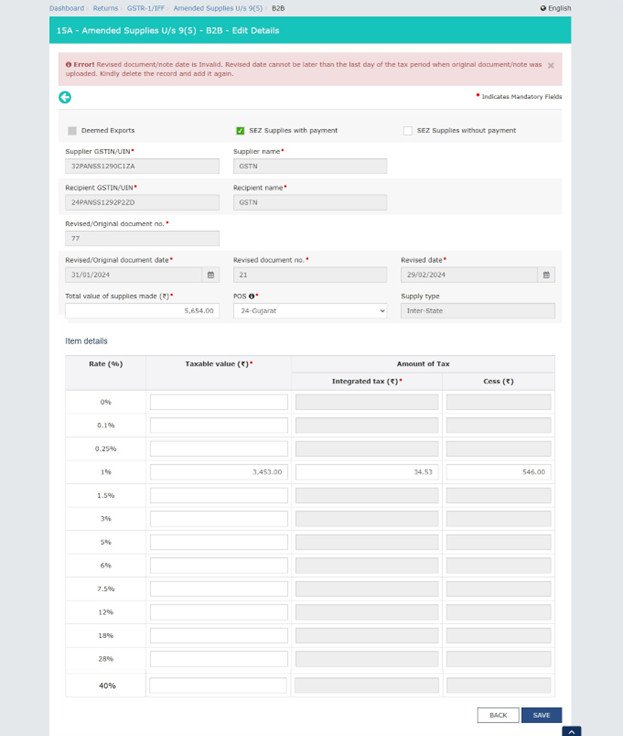 Dashboard › Returns › GSTR-1/IFF › Amended Supplies U/s 9(5) › B2B English
15A - Amended Supplies U/s 9(5) - B2B - Edit Details
Error! Revised document/note date is Invalid. Revised date cannot be later than the last day of the tax period when original document/note was
uploaded. Kindly delete the record and add it again.
* Indicates Mandatory Fields
Deemed Exports SEZ Supplies with payment SEZ Supplies without payment
Supplier GSTIN/UIN* Supplier name*
32PANSS1290C1ZA GSTN
Recipient GSTIN/UIN* Recipient name*
24PANSS1292P2ZD GSTN
Revised/Original document no. *
77
Revised/Original document date* Revised document no. * Revised date*
31/01/2024 21 29/02/2024
Total value of supplies made (₹)* POS * Supply type
5,654.00 24-Gujarat Inter-State
Item details
Rate (%) Taxable value (₹)* Amount of Tax
Integrated tax (₹)* Cess (₹)
0%
0.1%
0.25%
1% 3,453.00 34.53 546.00
1.5%
3%
5%
6%
7.5%
12%
18%
28%
40%
BACK SAVE